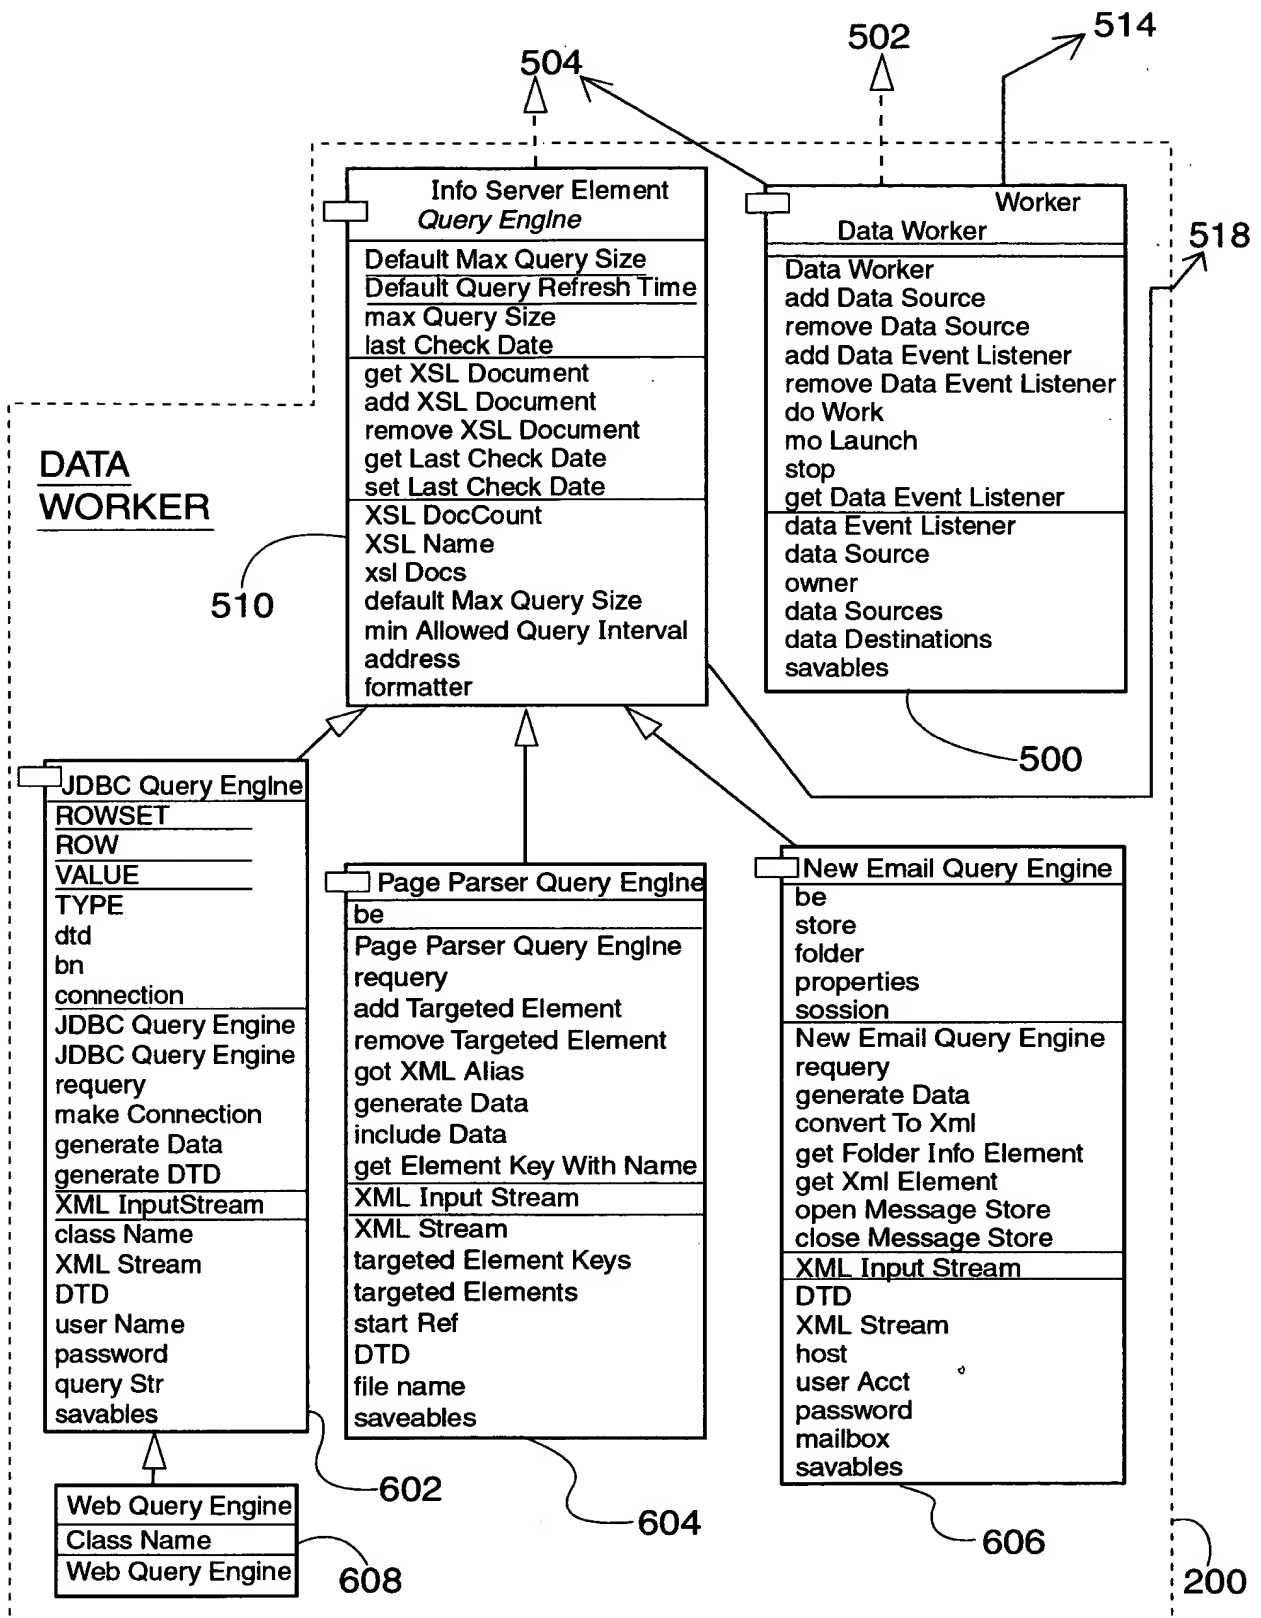 514
502
504
Info Server Element
Query EngIne
Default Max Query Size
Default Query Refresh Time
max Query Size
last Check Date
get XSL Document
add XSL Document
remove XSL Document
get Last Check Date
set Last Check Date
XSL DocCount
XSL Name
xsl Docs
default Max Query Size
min Allowed Query Interval
address
formatter
Worker
Data Worker
Data Worker
add Data Source
remove Data Source
add Data Event Listener
remove Data Event Listener
do Work
mo Launch
stop
get Data Event Listener
data Event Listener
data Source
owner
data Sources
data Destinations
savables
518
DATA
WORKER
510
500
JDBC Query EngIne
ROWSET
ROW
VALUE
TYPE
dtd
bn
connection
JDBC Query Engine
JDBC Query Engine
requery
make Connection
generate Data
generate DTD
XML InputStream
class Name
XML Stream
DTD
user Name
password
query Str
savables
Page Parser Query EngIne
be
Page Parser Query EngIne
requery
add Targeted Element
remove Targeted Element
got XML Alias
generate Data
include Data
get Element Key With Name
XML Input Stream
XML Stream
targeted Element Keys
targeted Elements
start Ref
DTD
file name
saveables
New Email Query Engine
be
store
folder
properties
sossion
New Email Query Engine
requery
generate Data
convert To Xml
get Folder Info Element
get Xml Element
open Message Store
close Message Store
XML Input Stream
DTD
XML Stream
host
user Acct
password
mailbox
savables
602
604
606
Web Query Engine
Class Name
Web Query Engine
608
200